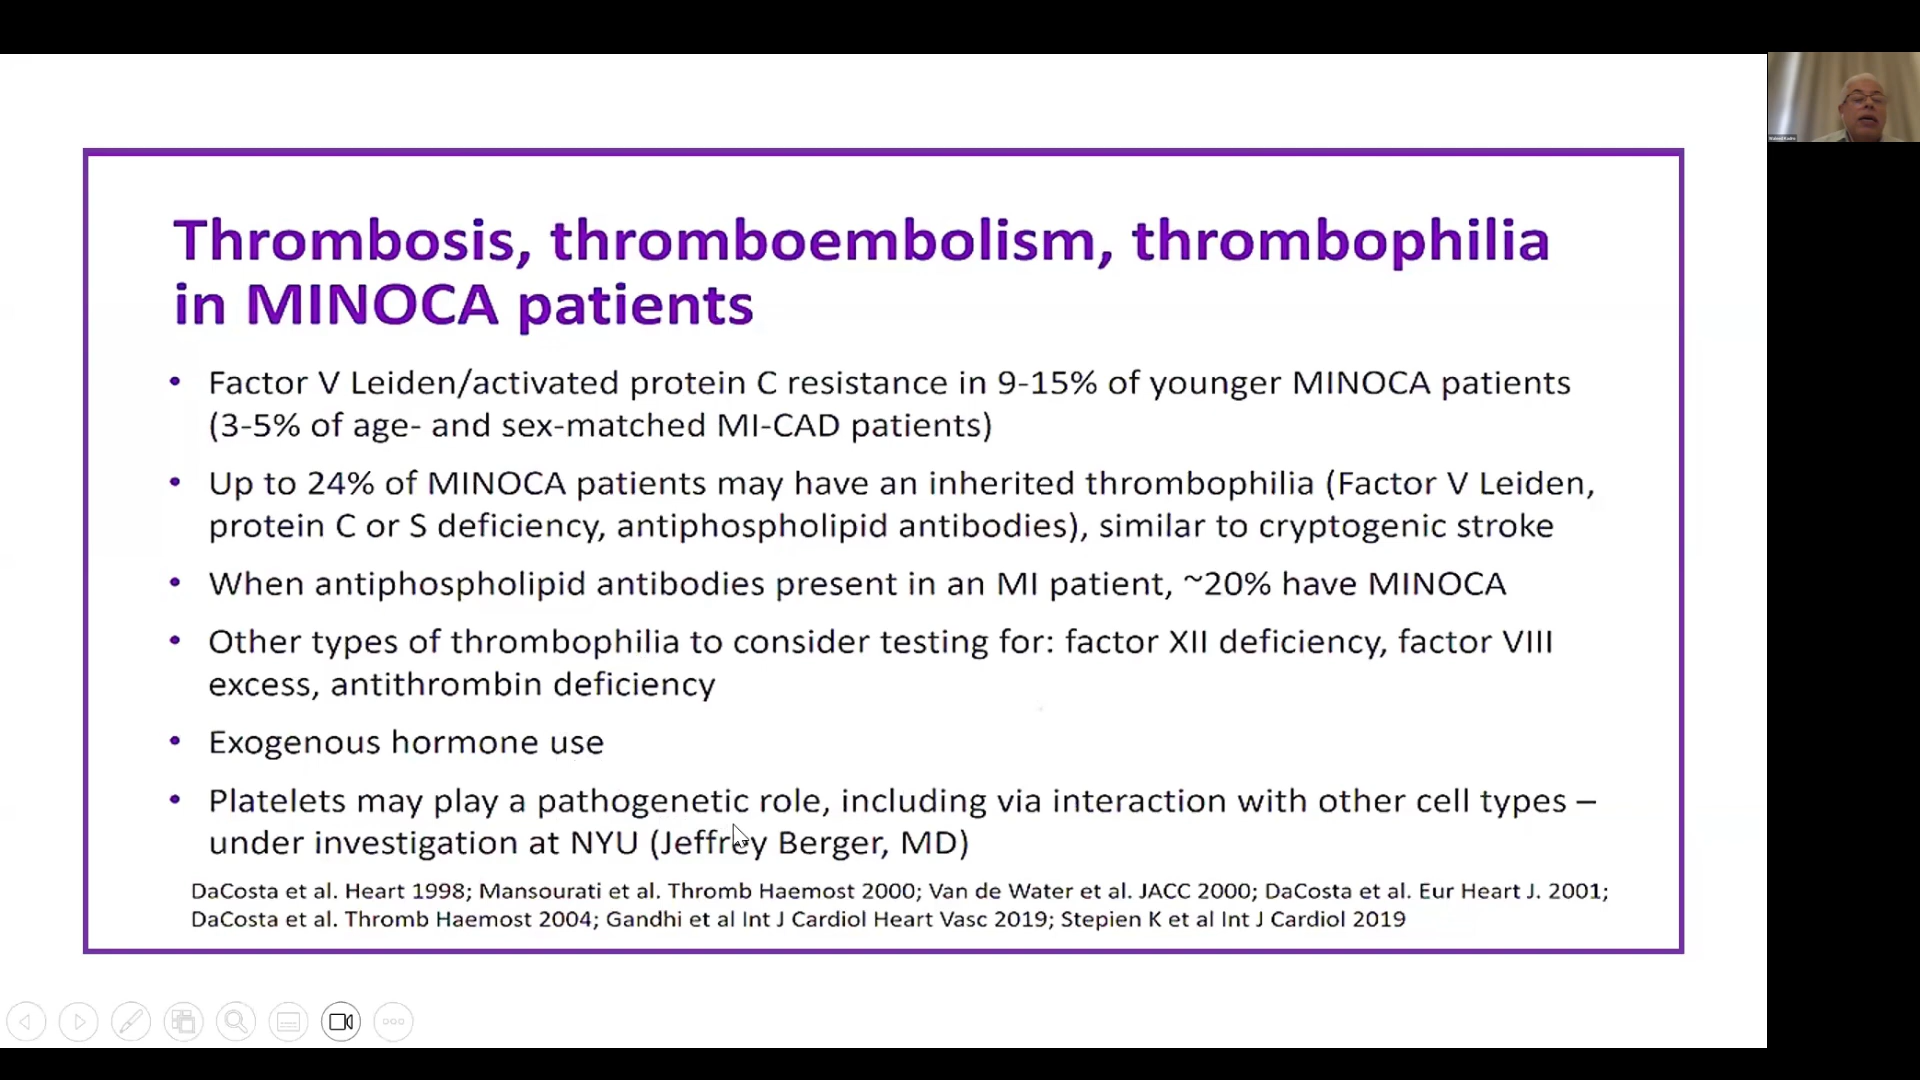 Thrombosis, thromboembolism, thrombophilia
in MINOCA patients
• Factor V Leiden/activated protein C resistance in 9-15% of younger MINOCA patients
(3-5% of age- and sex-matched MI-CAD patients)
• Up to 24% of MINOCA patients may have an inherited thrombophilia (Factor V Leiden,
protein C or S deficiency, antiphospholipid antibodies), similar to cryptogenic stroke
• When antiphospholipid antibodies present in an MI patient, ~20% have MINOCA
• Other types of thrombophilia to consider testing for: factor XII deficiency, factor VIII
excess, antithrombin deficiency
• Exogenous hormone use
• Platelets may play a pathogenetic role, including via interaction with other cell types –
under investigation at NYU (Jeffrey Berger, MD)
DaCosta et al. Heart 1998; Mansourati et al. Thromb Haemost 2000; Van de Water et al. JACC 2000; DaCosta et al. Eur Heart J. 2001;
DaCosta et al. Thromb Haemost 2004; Gandhi et al Int J Cardiol Heart Vasc 2019; Stepien K et al Int J Cardiol 2019